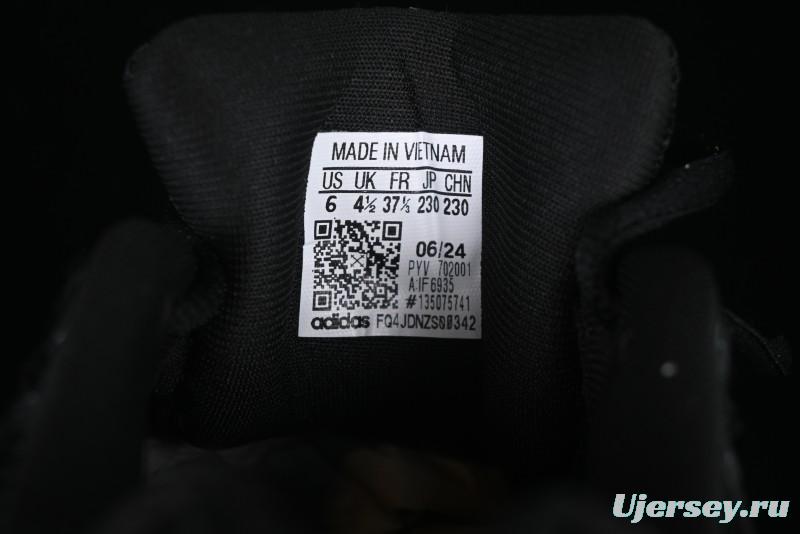 MADE IN VIETNAM
US UK FR JP CHN
6 4½ 37⅓ 230 230
06/24
PYV 702001
A:IF6935
#135075741
adidas FQ4JDNZS00342
Ujersey.ru